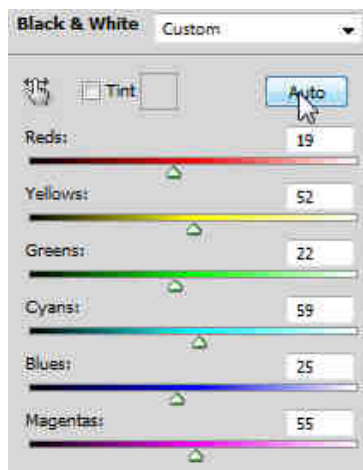 Black & White Custom
Tint Auto
Reds: 19
Yellows: 52
Greens: 22
Cyans: 59
Blues: 25
Magentas: 55